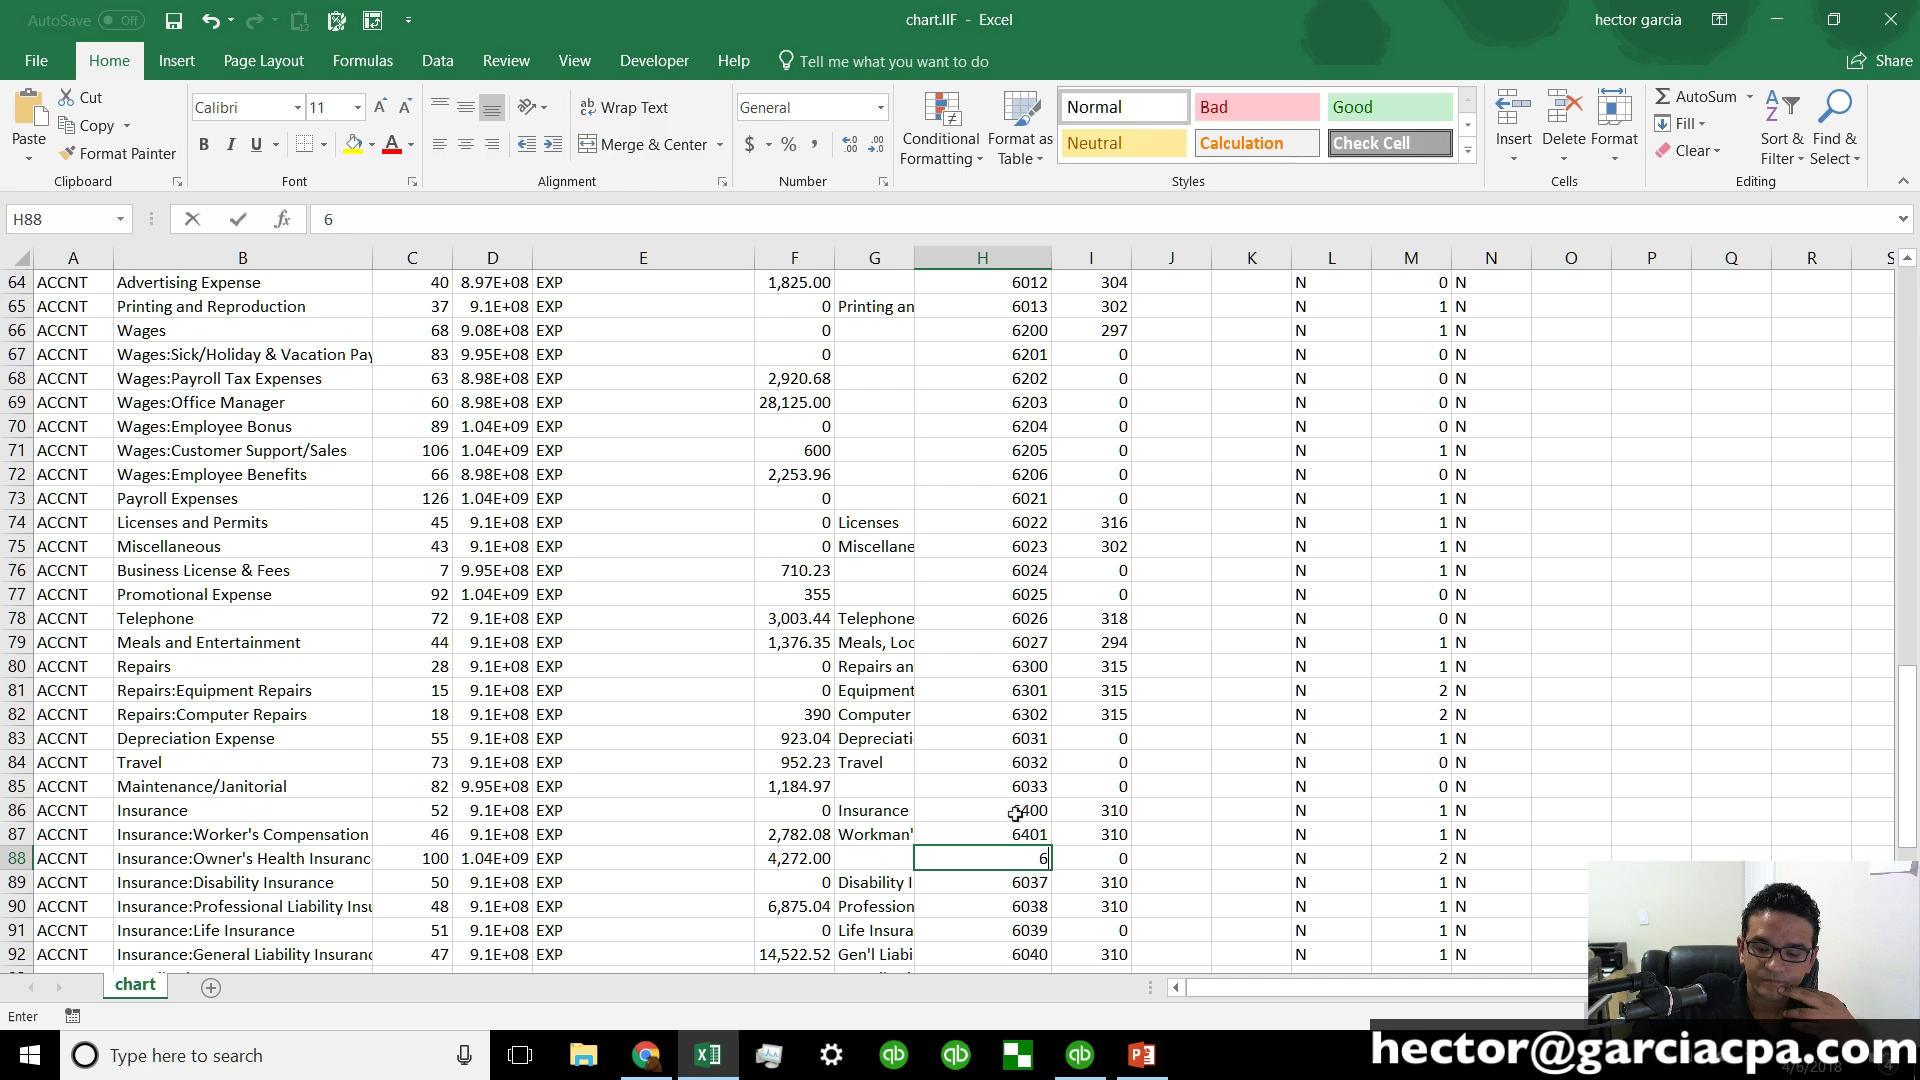 AutoSave Off chart.IIF - Excel hector garcia
File Home Insert Page Layout Formulas Data Review View Developer Help Tell me what you want to do Share
Paste Cut Copy Format Painter Clipboard
Calibri 11 A A B I U A Font
Wrap Text Merge & Center Alignment
General $ % , Number
Conditional Formatting Format as Table
Normal Bad Good
Neutral Calculation Check Cell
Styles
Insert Delete Format Cells
AutoSum Fill Clear Sort & Filter Find & Select Editing
H88 fx 6
A B C D E F G H I J K L M N O P Q R S
64 ACCNT Advertising Expense 40 8.97E+08 EXP 1,825.00 6012 304 N 0 N
65 ACCNT Printing and Reproduction 37 9.1E+08 EXP 0 Printing an 6013 302 N 1 N
66 ACCNT Wages 68 9.08E+08 EXP 0 6200 297 N 1 N
67 ACCNT Wages:Sick/Holiday & Vacation Pay 83 9.95E+08 EXP 0 6201 0 N 0 N
68 ACCNT Wages:Payroll Tax Expenses 63 8.98E+08 EXP 2,920.68 6202 0 N 0 N
69 ACCNT Wages:Office Manager 60 8.98E+08 EXP 28,125.00 6203 0 N 0 N
70 ACCNT Wages:Employee Bonus 89 1.04E+09 EXP 0 6204 0 N 0 N
71 ACCNT Wages:Customer Support/Sales 106 1.04E+09 EXP 600 6205 0 N 1 N
72 ACCNT Wages:Employee Benefits 66 8.98E+08 EXP 2,253.96 6206 0 N 0 N
73 ACCNT Payroll Expenses 126 1.04E+09 EXP 0 6021 0 N 1 N
74 ACCNT Licenses and Permits 45 9.1E+08 EXP 0 Licenses 6022 316 N 1 N
75 ACCNT Miscellaneous 43 9.1E+08 EXP 0 Miscellane 6023 302 N 1 N
76 ACCNT Business License & Fees 7 9.95E+08 EXP 710.23 6024 0 N 1 N
77 ACCNT Promotional Expense 92 1.04E+09 EXP 355 6025 0 N 0 N
78 ACCNT Telephone 72 9.1E+08 EXP 3,003.44 Telephone 6026 318 N 0 N
79 ACCNT Meals and Entertainment 44 9.1E+08 EXP 1,376.35 Meals, Loc 6027 294 N 1 N
80 ACCNT Repairs 28 9.1E+08 EXP 0 Repairs an 6300 315 N 1 N
81 ACCNT Repairs:Equipment Repairs 15 9.1E+08 EXP 0 Equipment 6301 315 N 2 N
82 ACCNT Repairs:Computer Repairs 18 9.1E+08 EXP 390 Computer 6302 315 N 2 N
83 ACCNT Depreciation Expense 55 9.1E+08 EXP 923.04 Depreciati 6031 0 N 1 N
84 ACCNT Travel 73 9.1E+08 EXP 952.23 Travel 6032 0 N 0 N
85 ACCNT Maintenance/Janitorial 82 9.95E+08 EXP 1,184.97 6033 0 N 0 N
86 ACCNT Insurance 52 9.1E+08 EXP 0 Insurance 6400 310 N 1 N
87 ACCNT Insurance:Worker's Compensation 46 9.1E+08 EXP 2,782.08 Workman' 6401 310 N 1 N
88 ACCNT Insurance:Owner's Health Insuranc 100 1.04E+09 EXP 4,272.00 6 0 N 2 N
89 ACCNT Insurance:Disability Insurance 50 9.1E+08 EXP 0 Disability I 6037 310 N 1 N
90 ACCNT Insurance:Professional Liability Insu 48 9.1E+08 EXP 6,875.04 Profession 6038 310 N 1 N
91 ACCNT Insurance:Life Insurance 51 9.1E+08 EXP 0 Life Insura 6039 0 N 1 N
92 ACCNT Insurance:General Liability Insuranc 47 9.1E+08 EXP 14,522.52 Gen'l Liabi 6040 310 N 1 N
chart
Enter
Type here to search
hector@garciacpa.com
4/6/2018